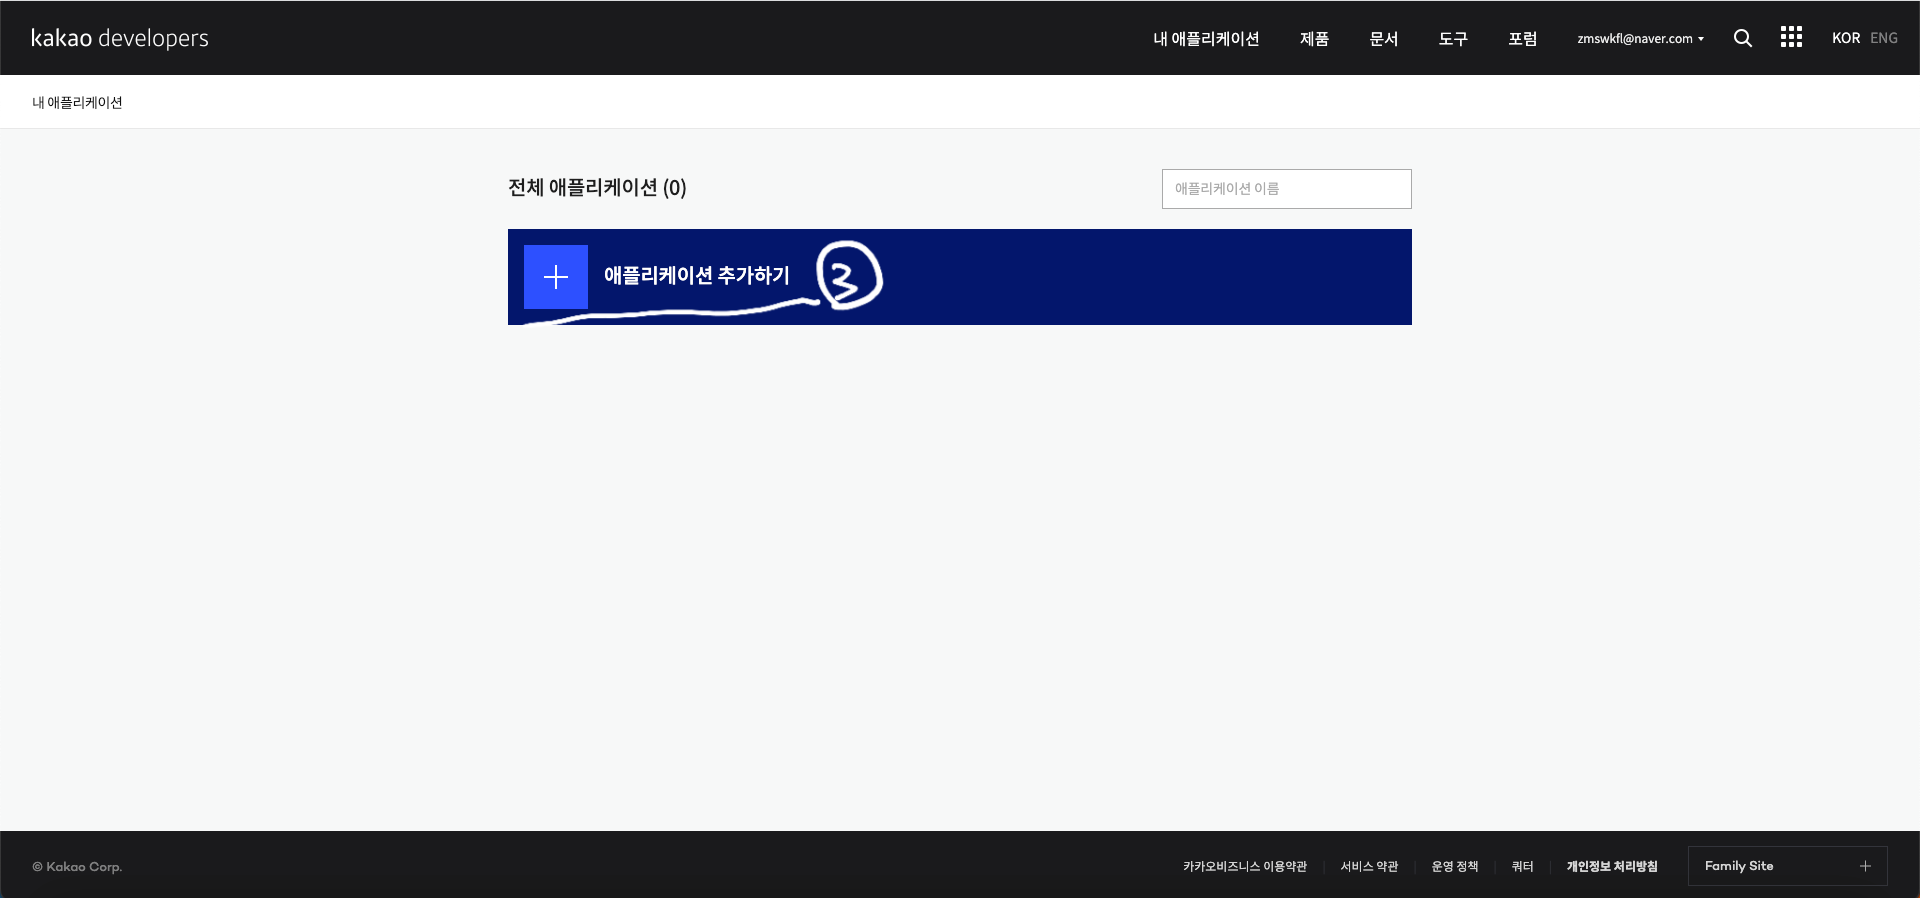 kakao developers
내 애플리케이션 제품 문서 도구 포럼 zmswkfl@naver.com KOR ENG
내 애플리케이션
전체 애플리케이션 (0)
애플리케이션 이름
애플리케이션 추가하기 3
© Kakao Corp.
카카오비즈니스 이용약관 서비스 약관 운영 정책 쿼터 개인정보 처리방침 Family Site